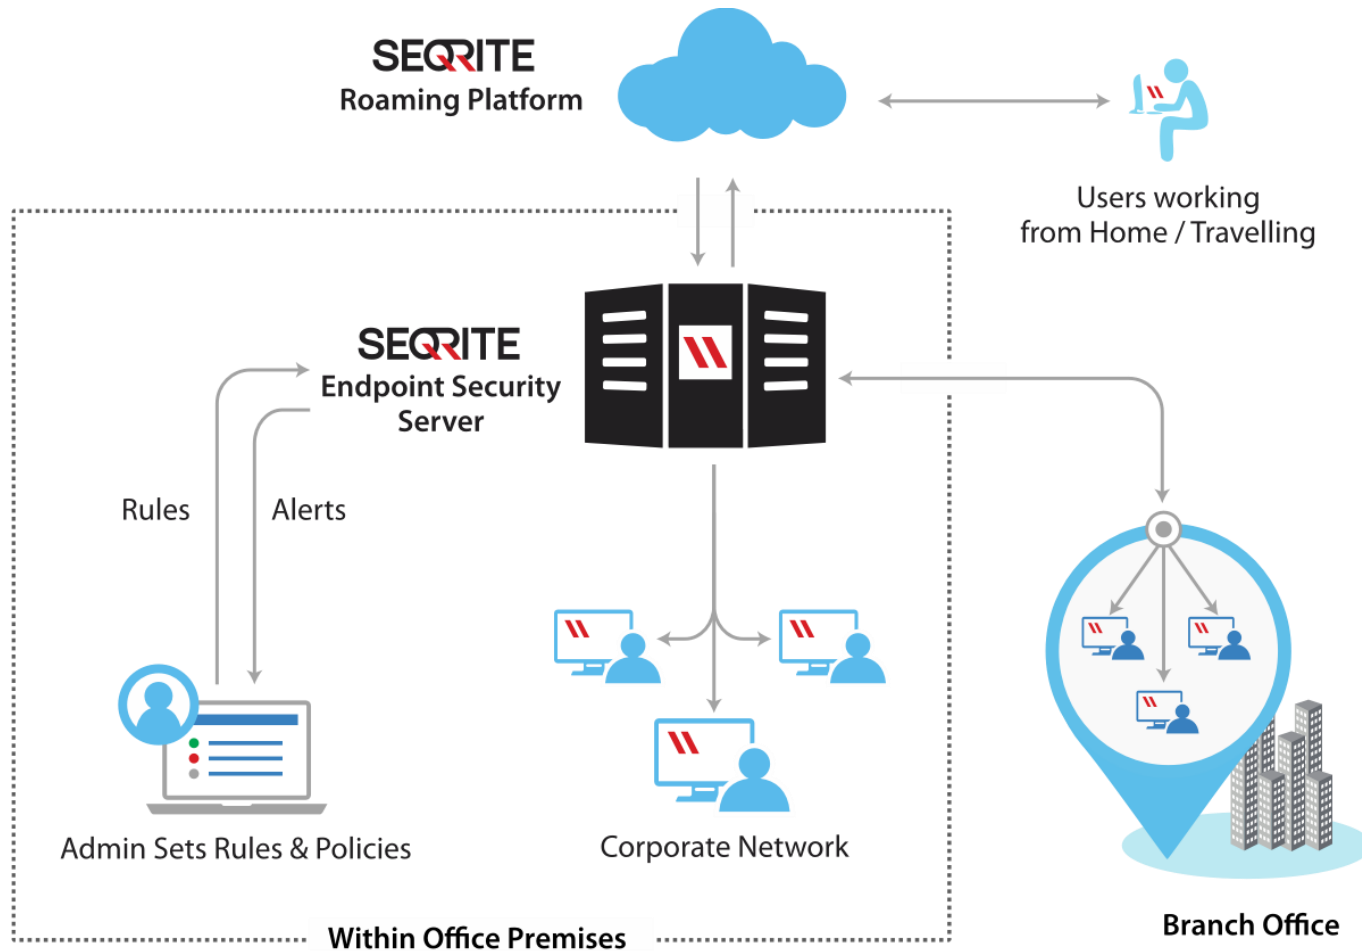 SEQRITE
Roaming Platform
Users working
from Home / Travelling
SEQRITE
Endpoint Security
Server
Rules
Alerts
Admin Sets Rules & Policies
Corporate Network
Within Office Premises
Branch Office